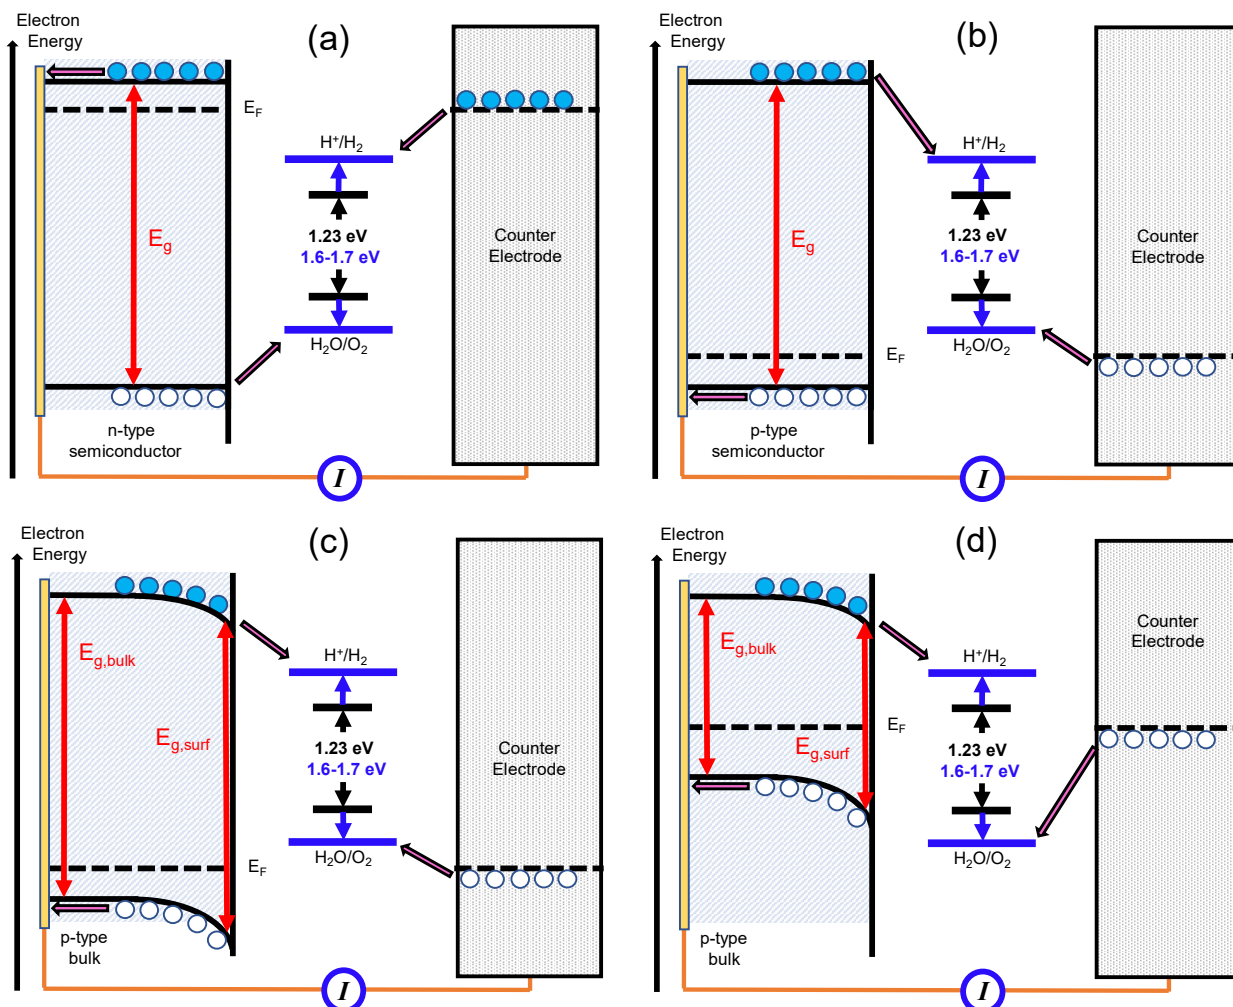 Electron
Energy
(a)
E_F
H⁺/H₂
E_g
1.23 eV
1.6-1.7 eV
Counter
Electrode
H₂O/O₂
n-type
semiconductor
I
Electron
Energy
(b)
H⁺/H₂
E_g
1.23 eV
1.6-1.7 eV
Counter
Electrode
E_F
H₂O/O₂
p-type
semiconductor
I
Electron
Energy
(c)
E_g,bulk
H⁺/H₂
E_g,surf
1.23 eV
1.6-1.7 eV
Counter
Electrode
E_F
H₂O/O₂
p-type
bulk
I
Electron
Energy
(d)
Counter
Electrode
E_g,bulk
H⁺/H₂
E_F
E_g,surf
1.23 eV
1.6-1.7 eV
H₂O/O₂
p-type
bulk
I